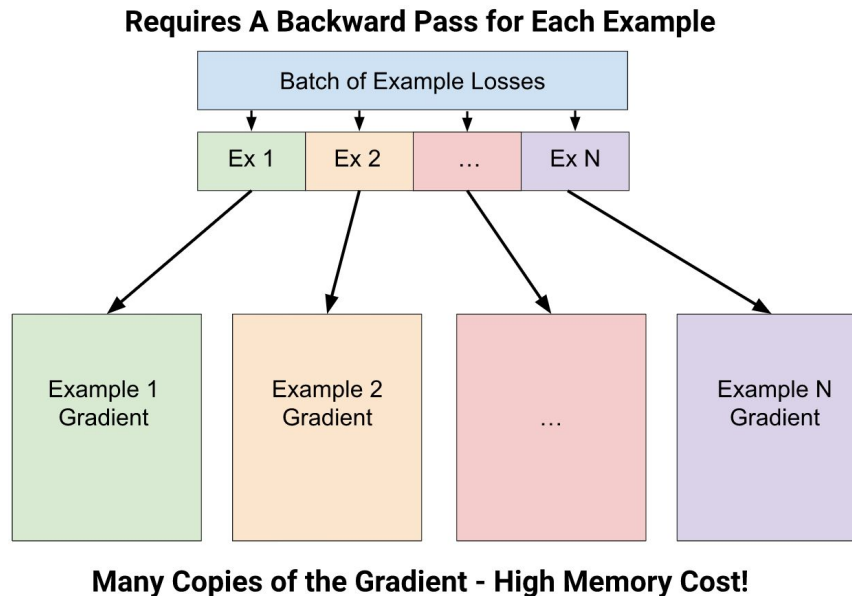 Requires A Backward Pass for Each Example
Batch of Example Losses
Ex 1
Ex 2
...
Ex N
Example 1
Gradient
Example 2
Gradient
...
Example N
Gradient
Many Copies of the Gradient - High Memory Cost!